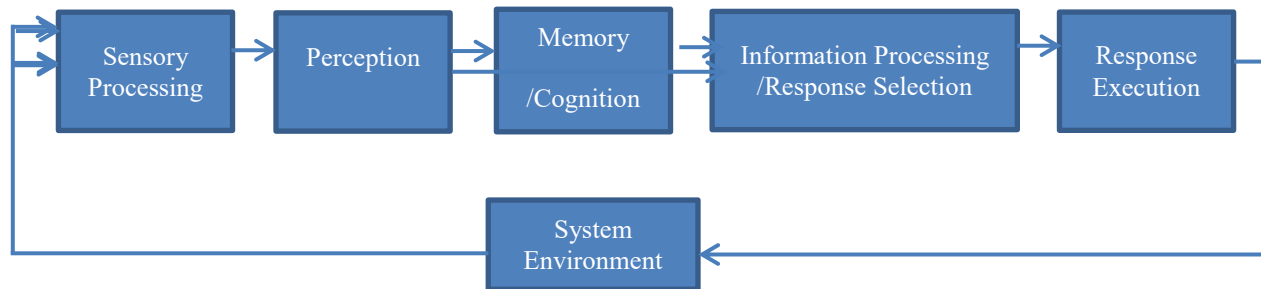 Sensory
Processing
Perception
Memory
/Cognition
Information Processing
/Response Selection
Response
Execution
System
Environment